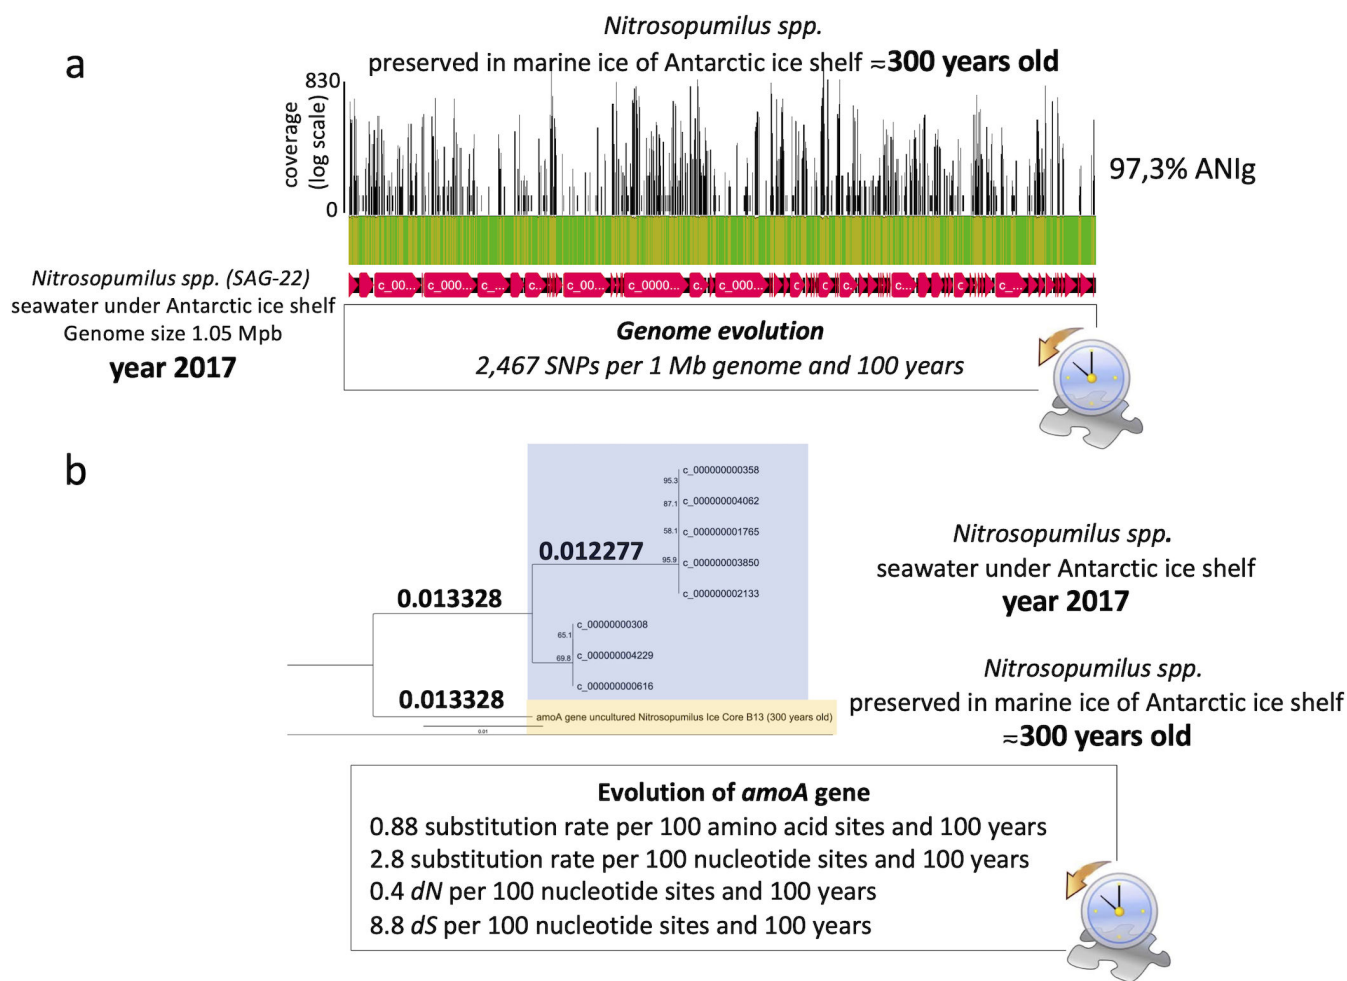 a
Nitrosopumilus spp.
preserved in marine ice of Antarctic ice shelf ≈300 years old
830
coverage
(log scale)
0
97,3% ANIg
Nitrosopumilus spp. (SAG-22)
seawater under Antarctic ice shelf
Genome size 1.05 Mpb
year 2017
c_00...
c_000...
c_...
c.
c_00...
c_0000...
c.
c_000...
c
c
c.
c...
c
c_...
Genome evolution
2,467 SNPs per 1 Mb genome and 100 years
b
c_000000000358
95.3
87.1
c_000000004062
58.1
c_000000001765
0.012277
95.9
c_000000003850
c_000000002133
0.013328
c_00000000308
65.1
69.8
c_000000004229
c_000000000616
0.013328
amoA gene uncultured Nitrosopumilus Ice Core B13 (300 years old)
0.01
Nitrosopumilus spp.
seawater under Antarctic ice shelf
year 2017
Nitrosopumilus spp.
preserved in marine ice of Antarctic ice shelf
≈300 years old
Evolution of amoA gene
0.88 substitution rate per 100 amino acid sites and 100 years
2.8 substitution rate per 100 nucleotide sites and 100 years
0.4 dN per 100 nucleotide sites and 100 years
8.8 dS per 100 nucleotide sites and 100 years